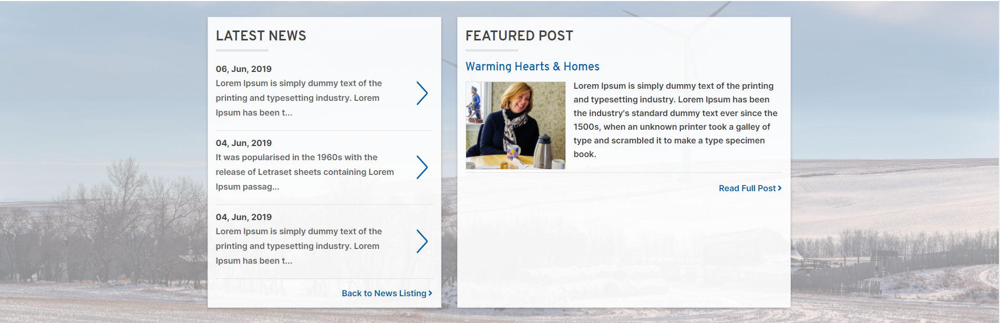 LATEST NEWS
06, Jun, 2019
Lorem Ipsum is simply dummy text of the
printing and typesetting industry. Lorem
Ipsum has been t...
04, Jun, 2019
It was popularised in the 1960s with the
release of Letraset sheets containing Lorem
Ipsum passag...
04, Jun, 2019
Lorem Ipsum is simply dummy text of the
printing and typesetting industry. Lorem
Ipsum has been t...
Back to News Listing
FEATURED POST
Warming Hearts & Homes
Lorem Ipsum is simply dummy text of the printing
and typesetting industry. Lorem Ipsum has been
the industry's standard dummy text ever since the
1500s, when an unknown printer took a galley of
type and scrambled it to make a type specimen
book.
Read Full Post